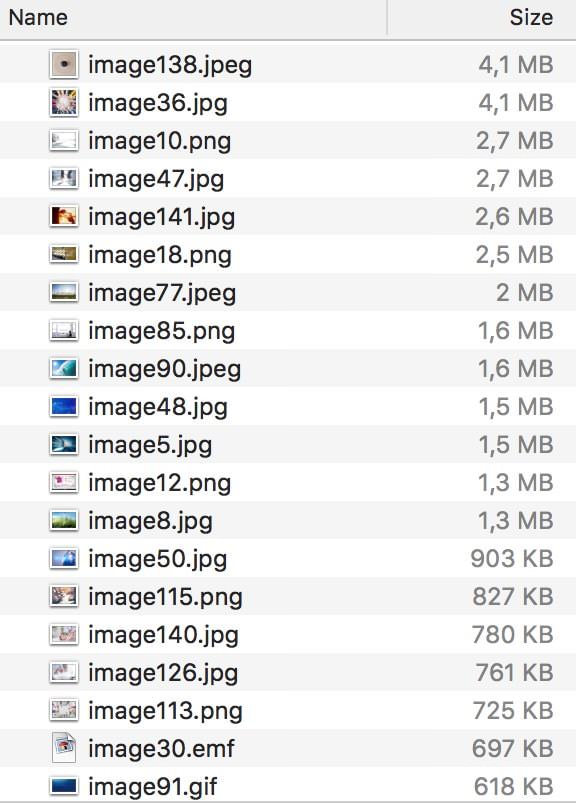 Name Size
image138.jpeg 4,1 MB
image36.jpg 4,1 MB
image10.png 2,7 MB
image47.jpg 2,7 MB
image141.jpg 2,6 MB
image18.png 2,5 MB
image77.jpeg 2 MB
image85.png 1,6 MB
image90.jpeg 1,6 MB
image48.jpg 1,5 MB
image5.jpg 1,5 MB
image12.png 1,3 MB
image8.jpg 1,3 MB
image50.jpg 903 KB
image115.png 827 KB
image140.jpg 780 KB
image126.jpg 761 KB
image113.png 725 KB
image30.emf 697 KB
image91.gif 618 KB